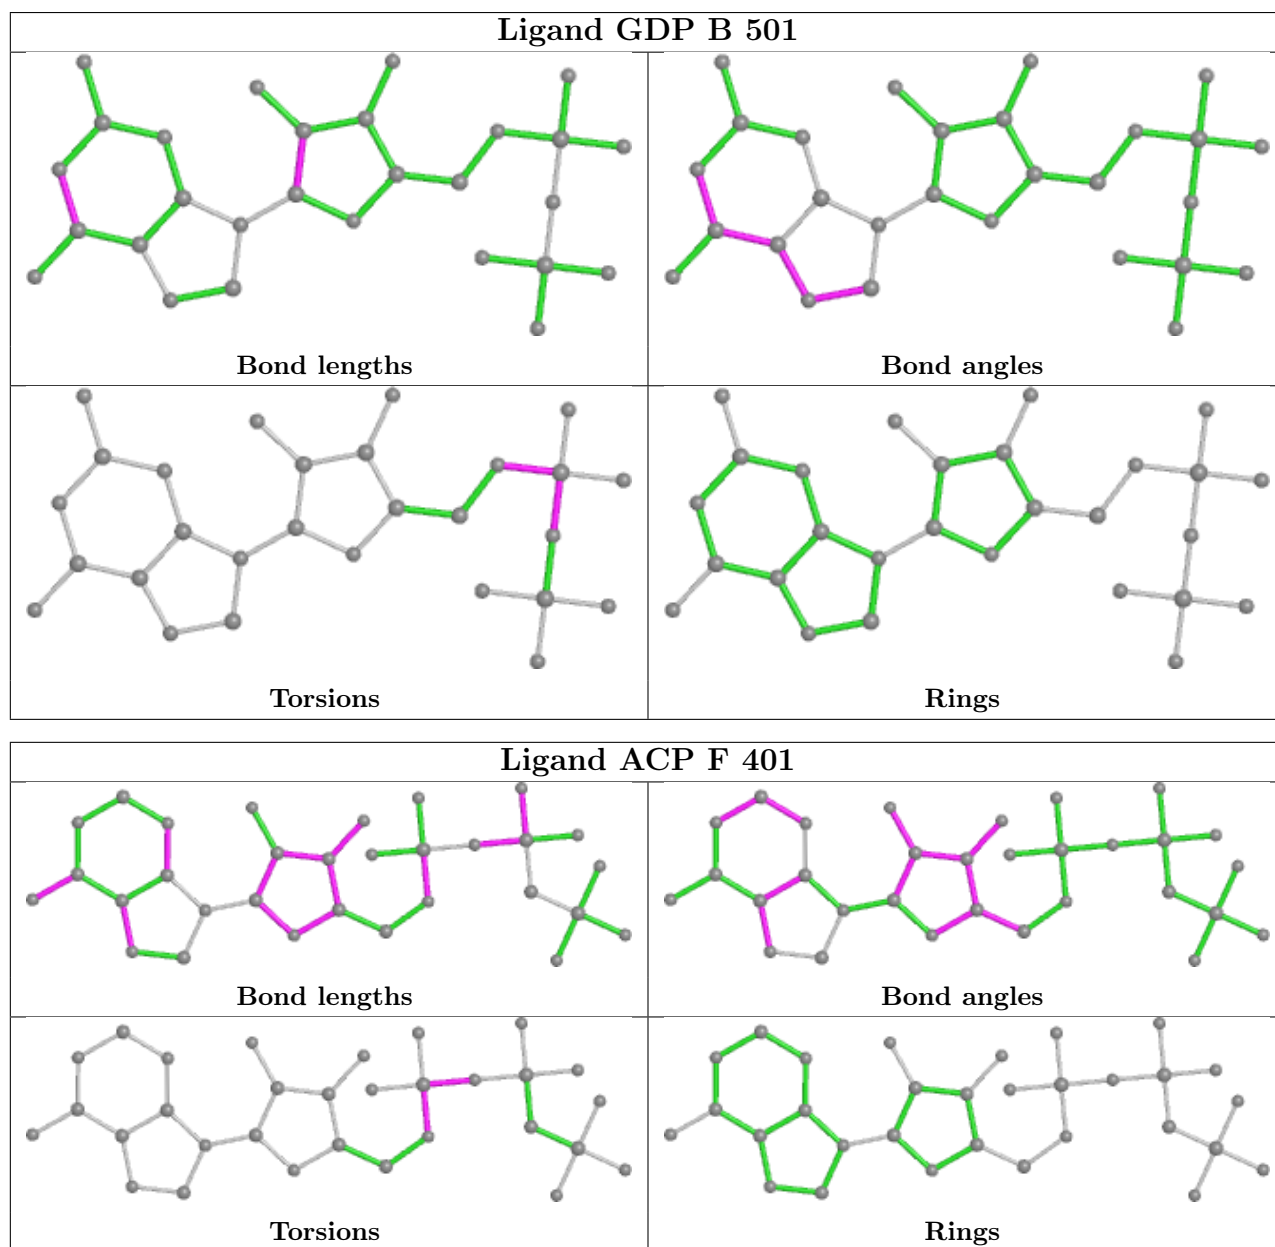 Ligand GDP B 501
Bond lengths
Bond angles
Torsions
Rings
Ligand ACP F 401
Bond lengths
Bond angles
Torsions
Rings